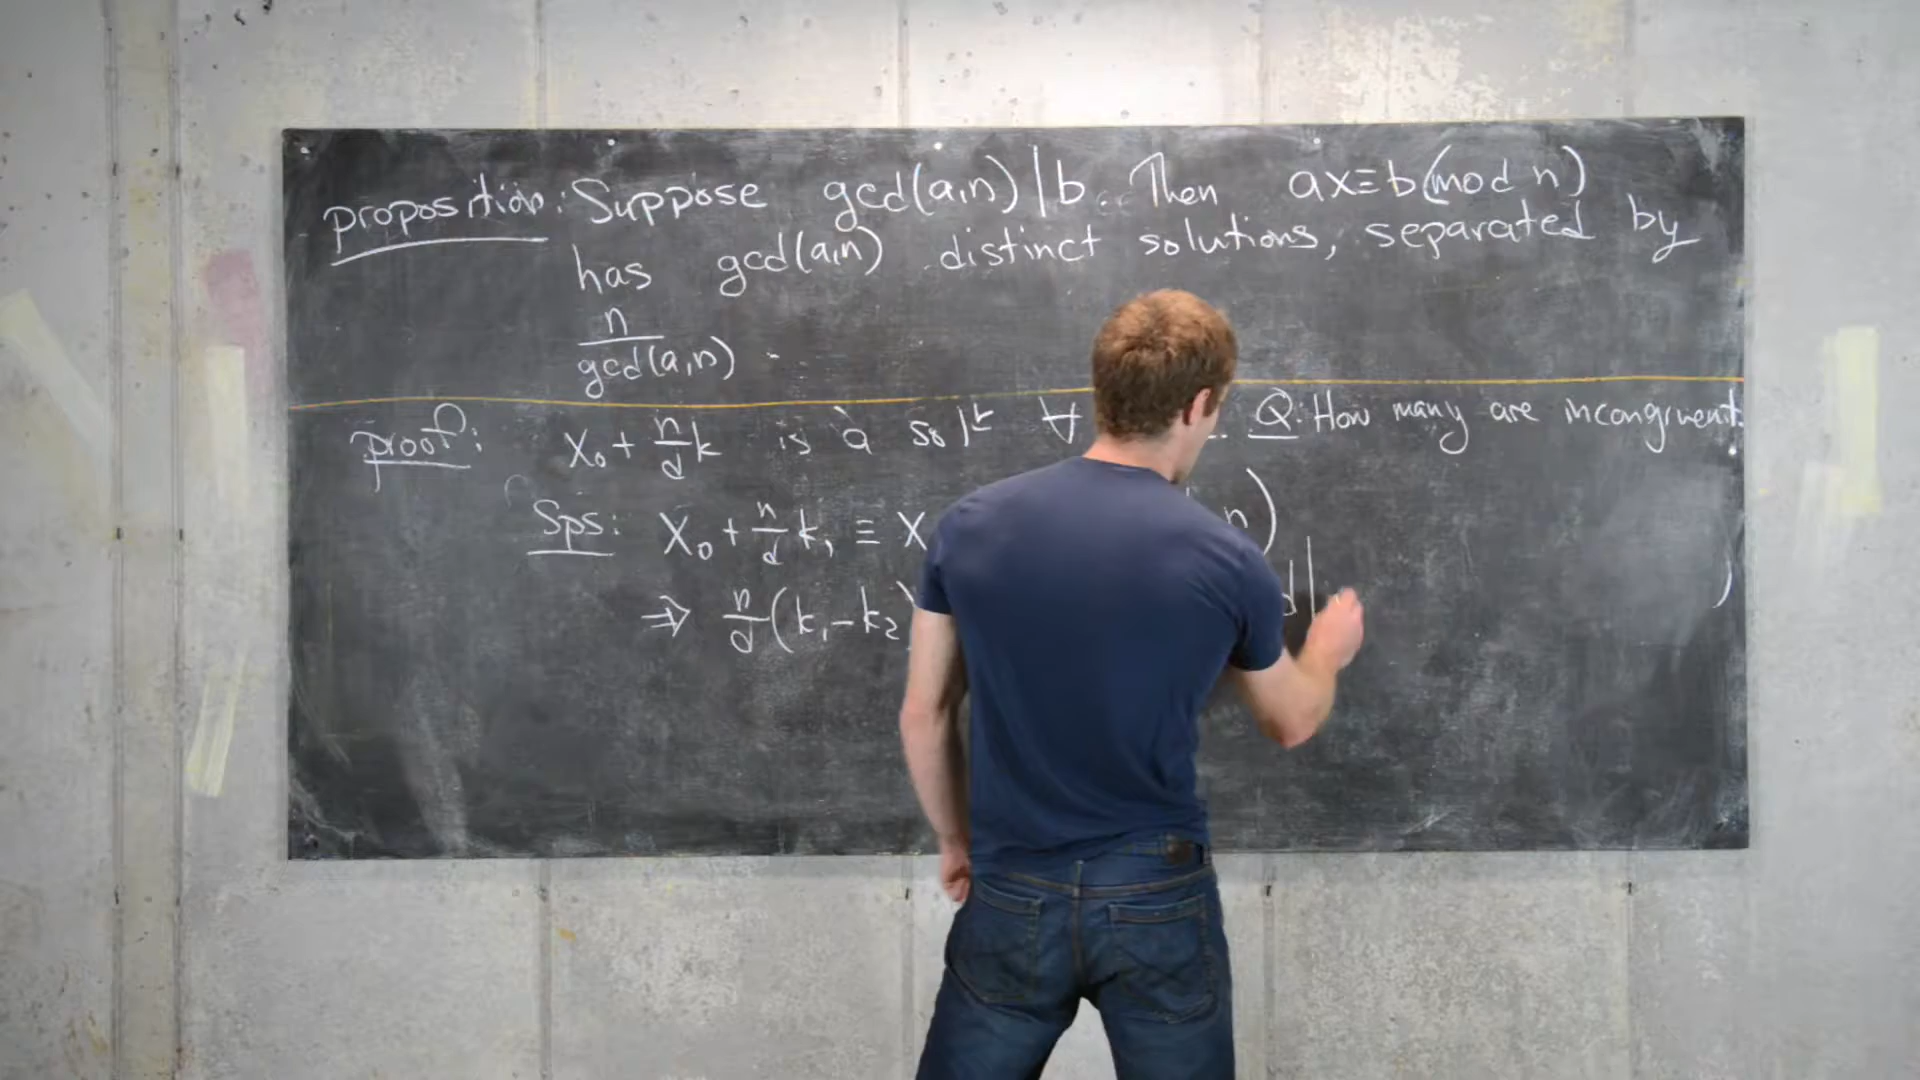 proposition: Suppose gcd(a,n) | b. Then ax≡b(mod n)
has gcd(a,n) distinct solutions, separated by
n/gcd(a,n).
proof: x₀ + n/d k is a solⁿ ∀ Q: How many are incongruent
Sps: x₀ + n/d k₁ ≡ x n)
⇒ n/d (k₁-k₂) d| )